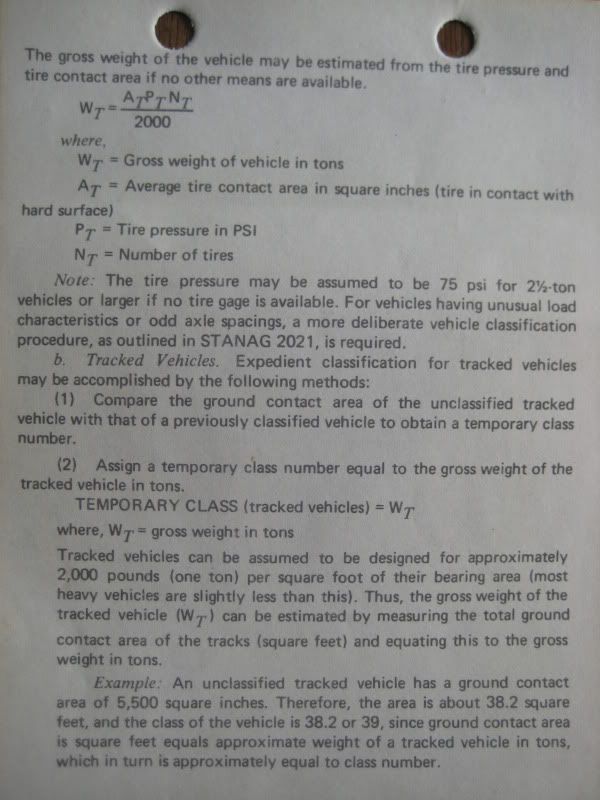 The gross weight of the vehicle may be estimated from the tire pressure and
tire contact area if no other means are available.
W_T = A_T P_T N_T
2000
where,
W_T = Gross weight of vehicle in tons
A_T = Average tire contact area in square inches (tire in contact with
hard surface)
P_T = Tire pressure in PSI
N_T = Number of tires
Note: The tire pressure may be assumed to be 75 psi for 2½-ton
vehicles or larger if no tire gage is available. For vehicles having unusual load
characteristics or odd axle spacings, a more deliberate vehicle classification
procedure, as outlined in STANAG 2021, is required.
b. Tracked Vehicles. Expedient classification for tracked vehicles
may be accomplished by the following methods:
(1) Compare the ground contact area of the unclassified tracked
vehicle with that of a previously classified vehicle to obtain a temporary class
number.
(2) Assign a temporary class number equal to the gross weight of the
tracked vehicle in tons.
TEMPORARY CLASS (tracked vehicles) = W_T
where, W_T = gross weight in tons
Tracked vehicles can be assumed to be designed for approximately
2,000 pounds (one ton) per square foot of their bearing area (most
heavy vehicles are slightly less than this). Thus, the gross weight of the
tracked vehicle (W_T) can be estimated by measuring the total ground
contact area of the tracks (square feet) and equating this to the gross
weight in tons.
Example: An unclassified tracked vehicle has a ground contact
area of 5,500 square inches. Therefore, the area is about 38.2 square
feet, and the class of the vehicle is 38.2 or 39, since ground contact area
is square feet equals approximate weight of a tracked vehicle in tons,
which in turn is approximately equal to class number.